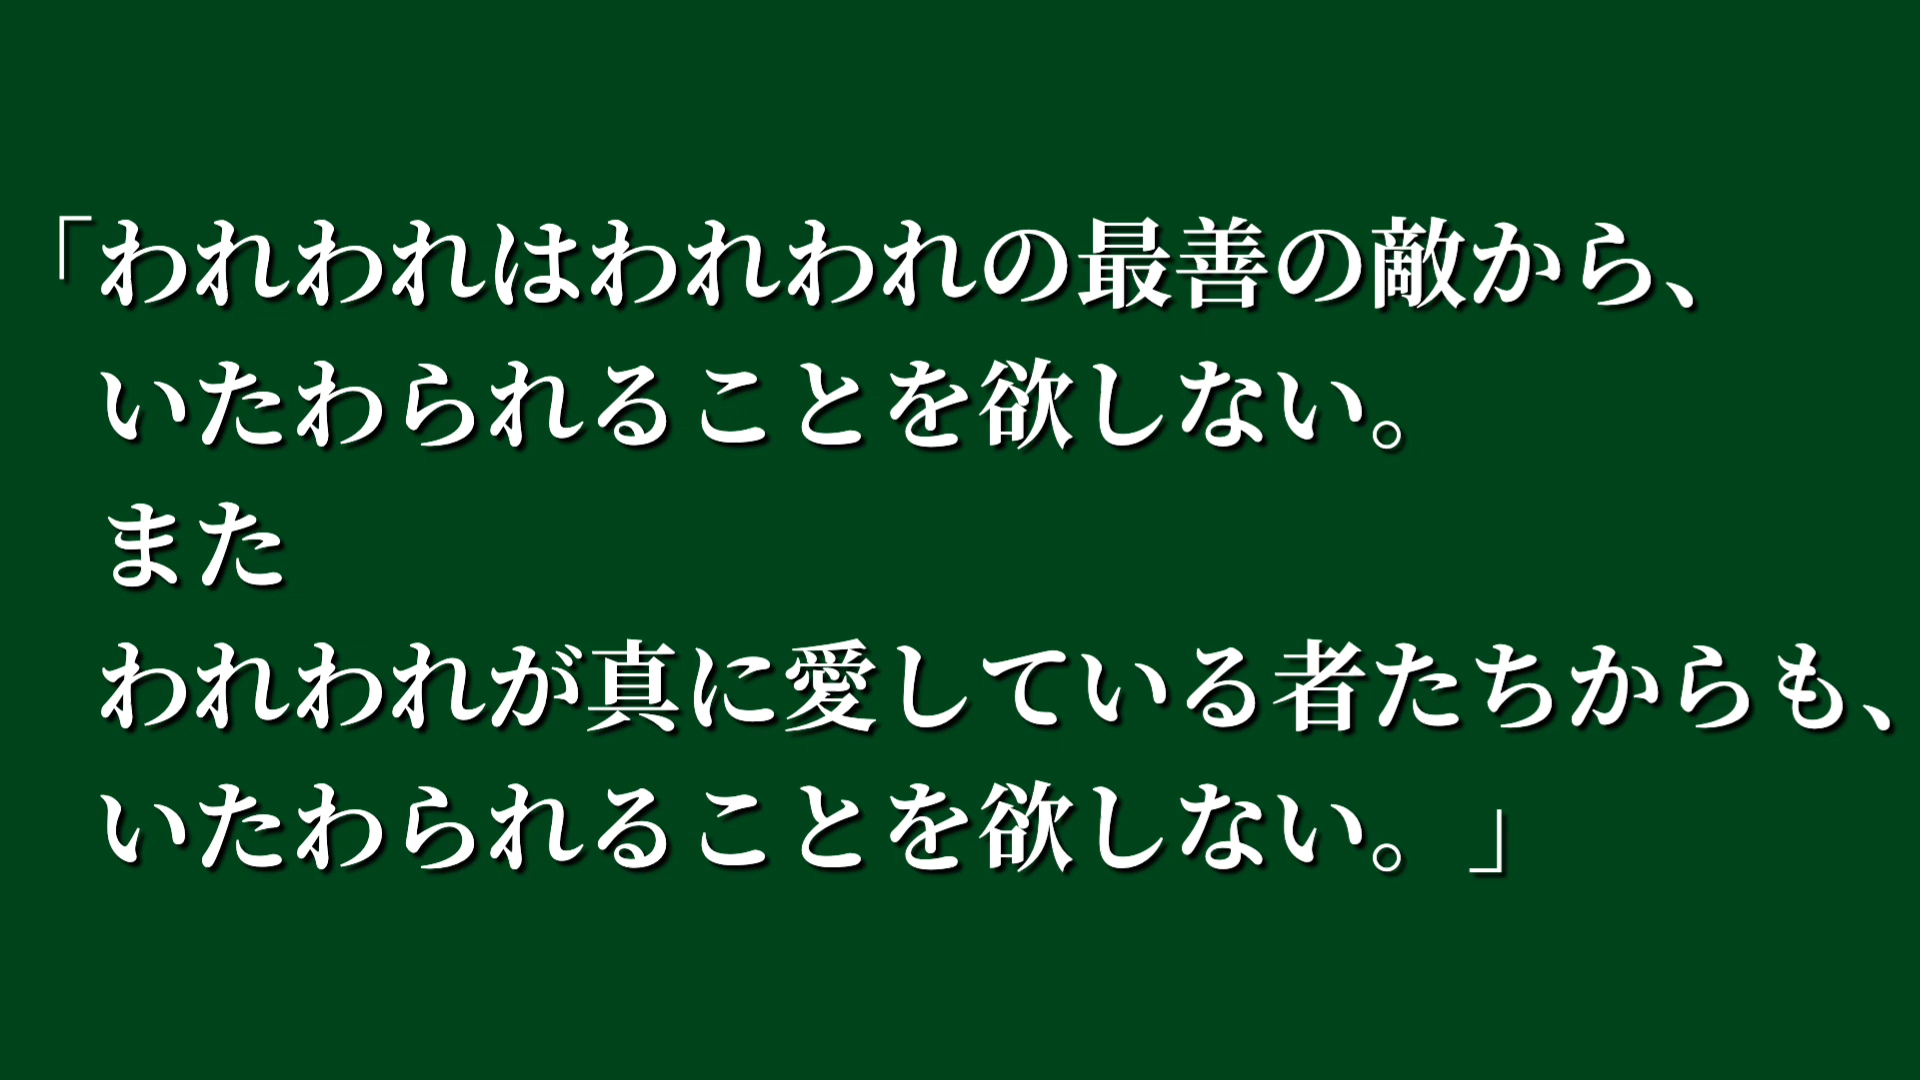 「われわれはわれわれの最善の敵から、
いたわられることを欲しない。
また
われわれが真に愛している者たちからも、
いたわられることを欲しない。」